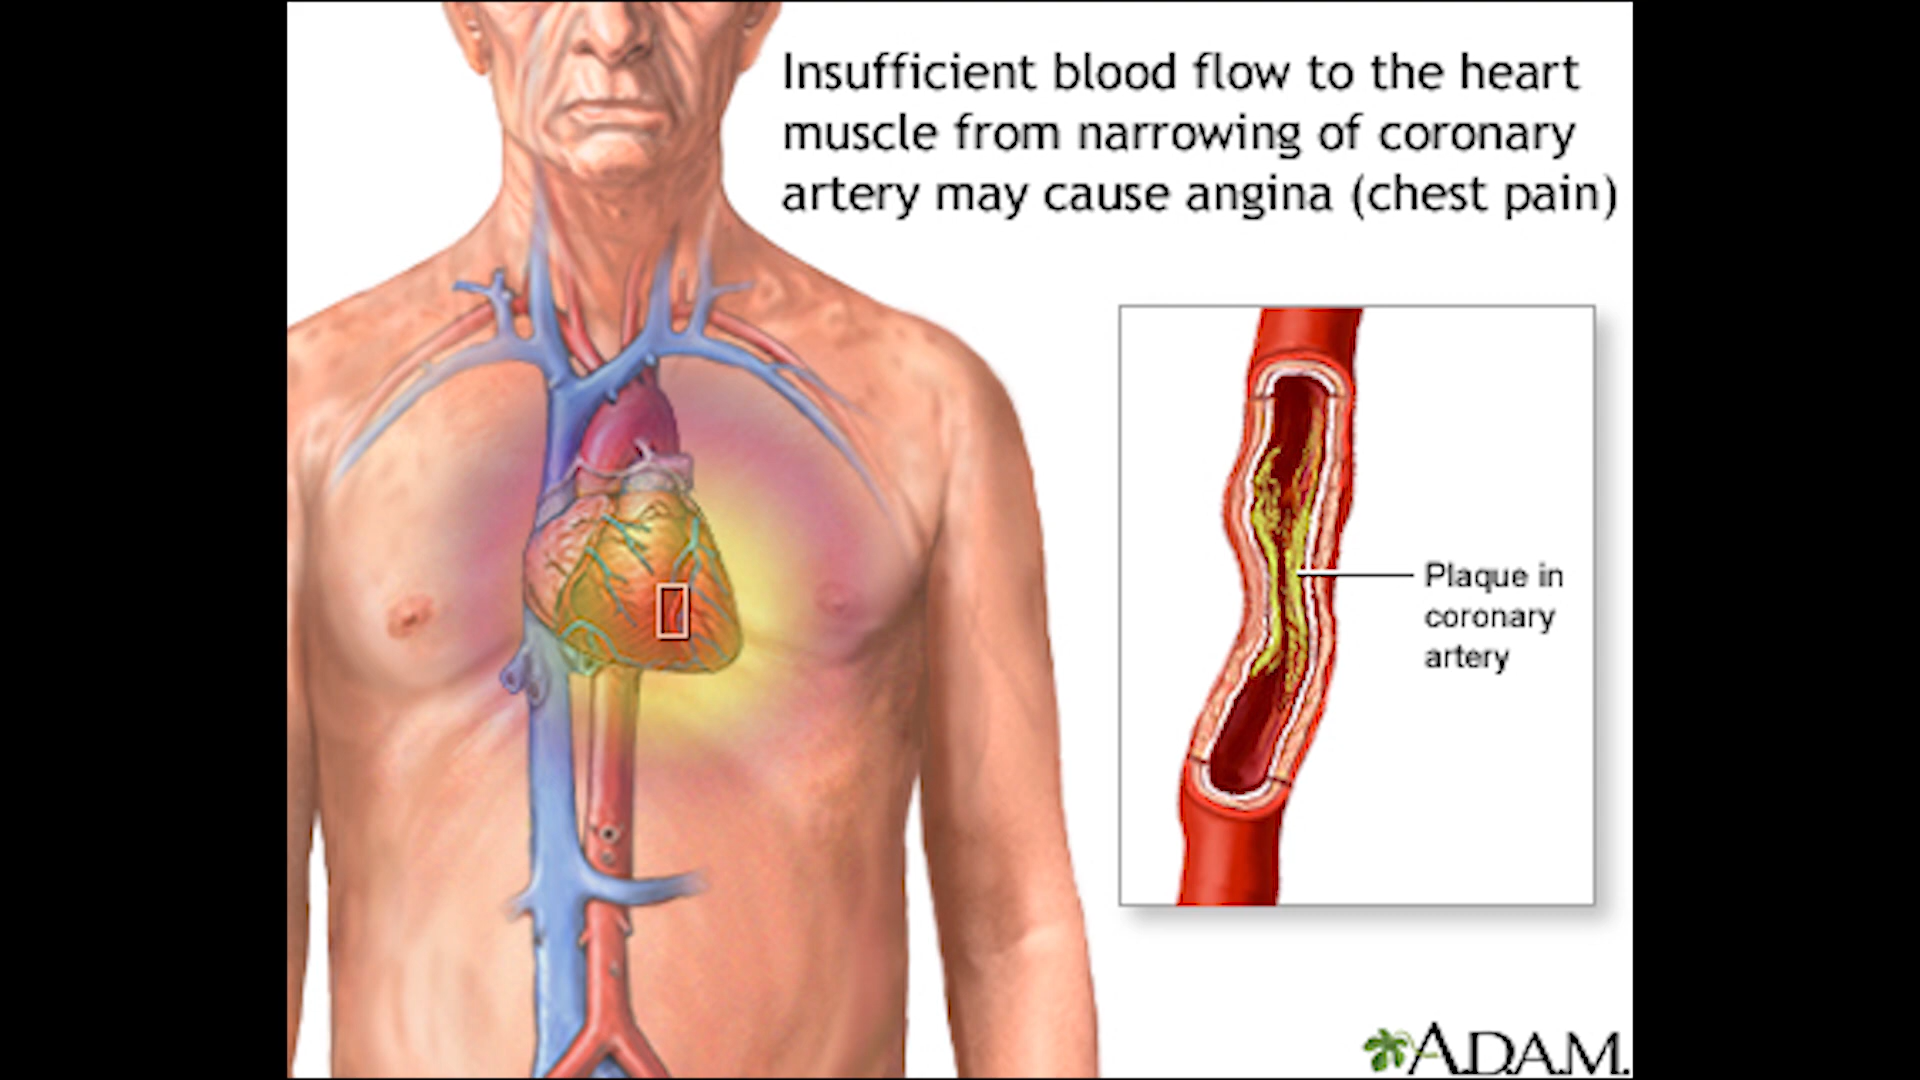 Insufficient blood flow to the heart
muscle from narrowing of coronary
artery may cause angina (chest pain)
Plaque in
coronary
artery
A.D.A.M.